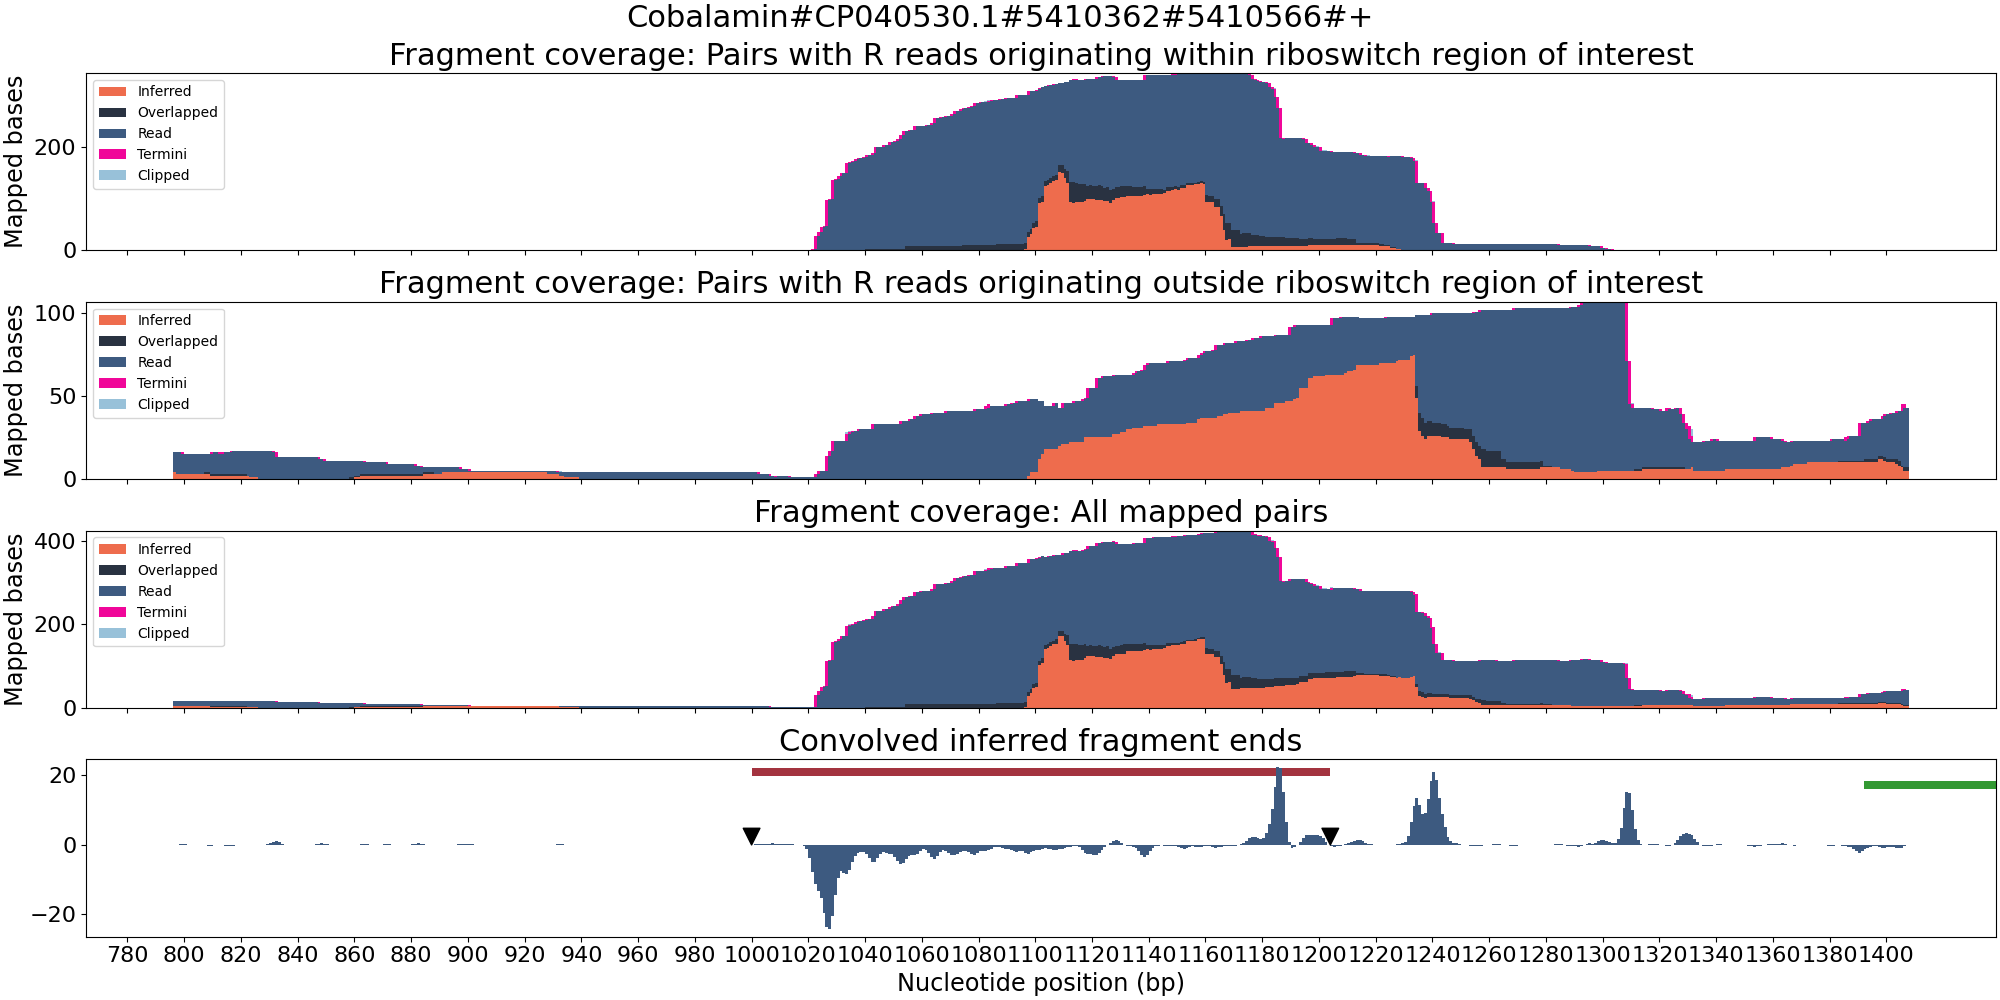 Cobalamin#CP040530.1#5410362#5410566#+
Fragment coverage: Pairs with R reads originating within riboswitch region of interest
Mapped bases
200
0
Inferred
Overlapped
Read
Termini
Clipped
Fragment coverage: Pairs with R reads originating outside riboswitch region of interest
Mapped bases
100
50
0
Inferred
Overlapped
Read
Termini
Clipped
Fragment coverage: All mapped pairs
Mapped bases
400
200
0
Inferred
Overlapped
Read
Termini
Clipped
Convolved inferred fragment ends
20
0
−20
780 800 820 840 860 880 900 920 940 960 980 1000 1020 1040 1060 1080 1100 1120 1140 1160 1180 1200 1220 1240 1260 1280 1300 1320 1340 1360 1380 1400
Nucleotide position (bp)